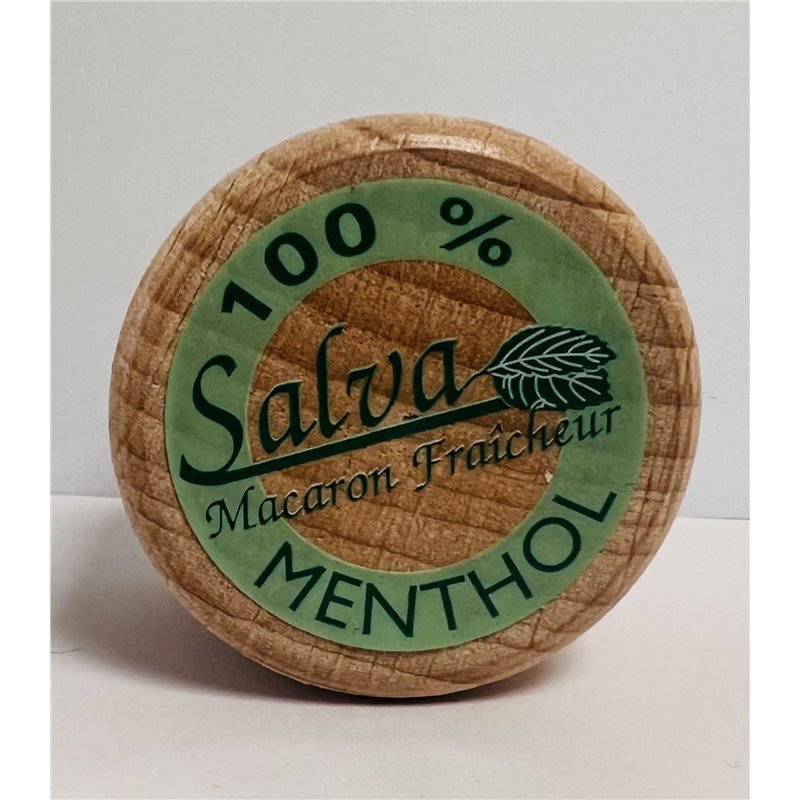 100 %
Salva
Macaron Fraîcheur
MENTHOL